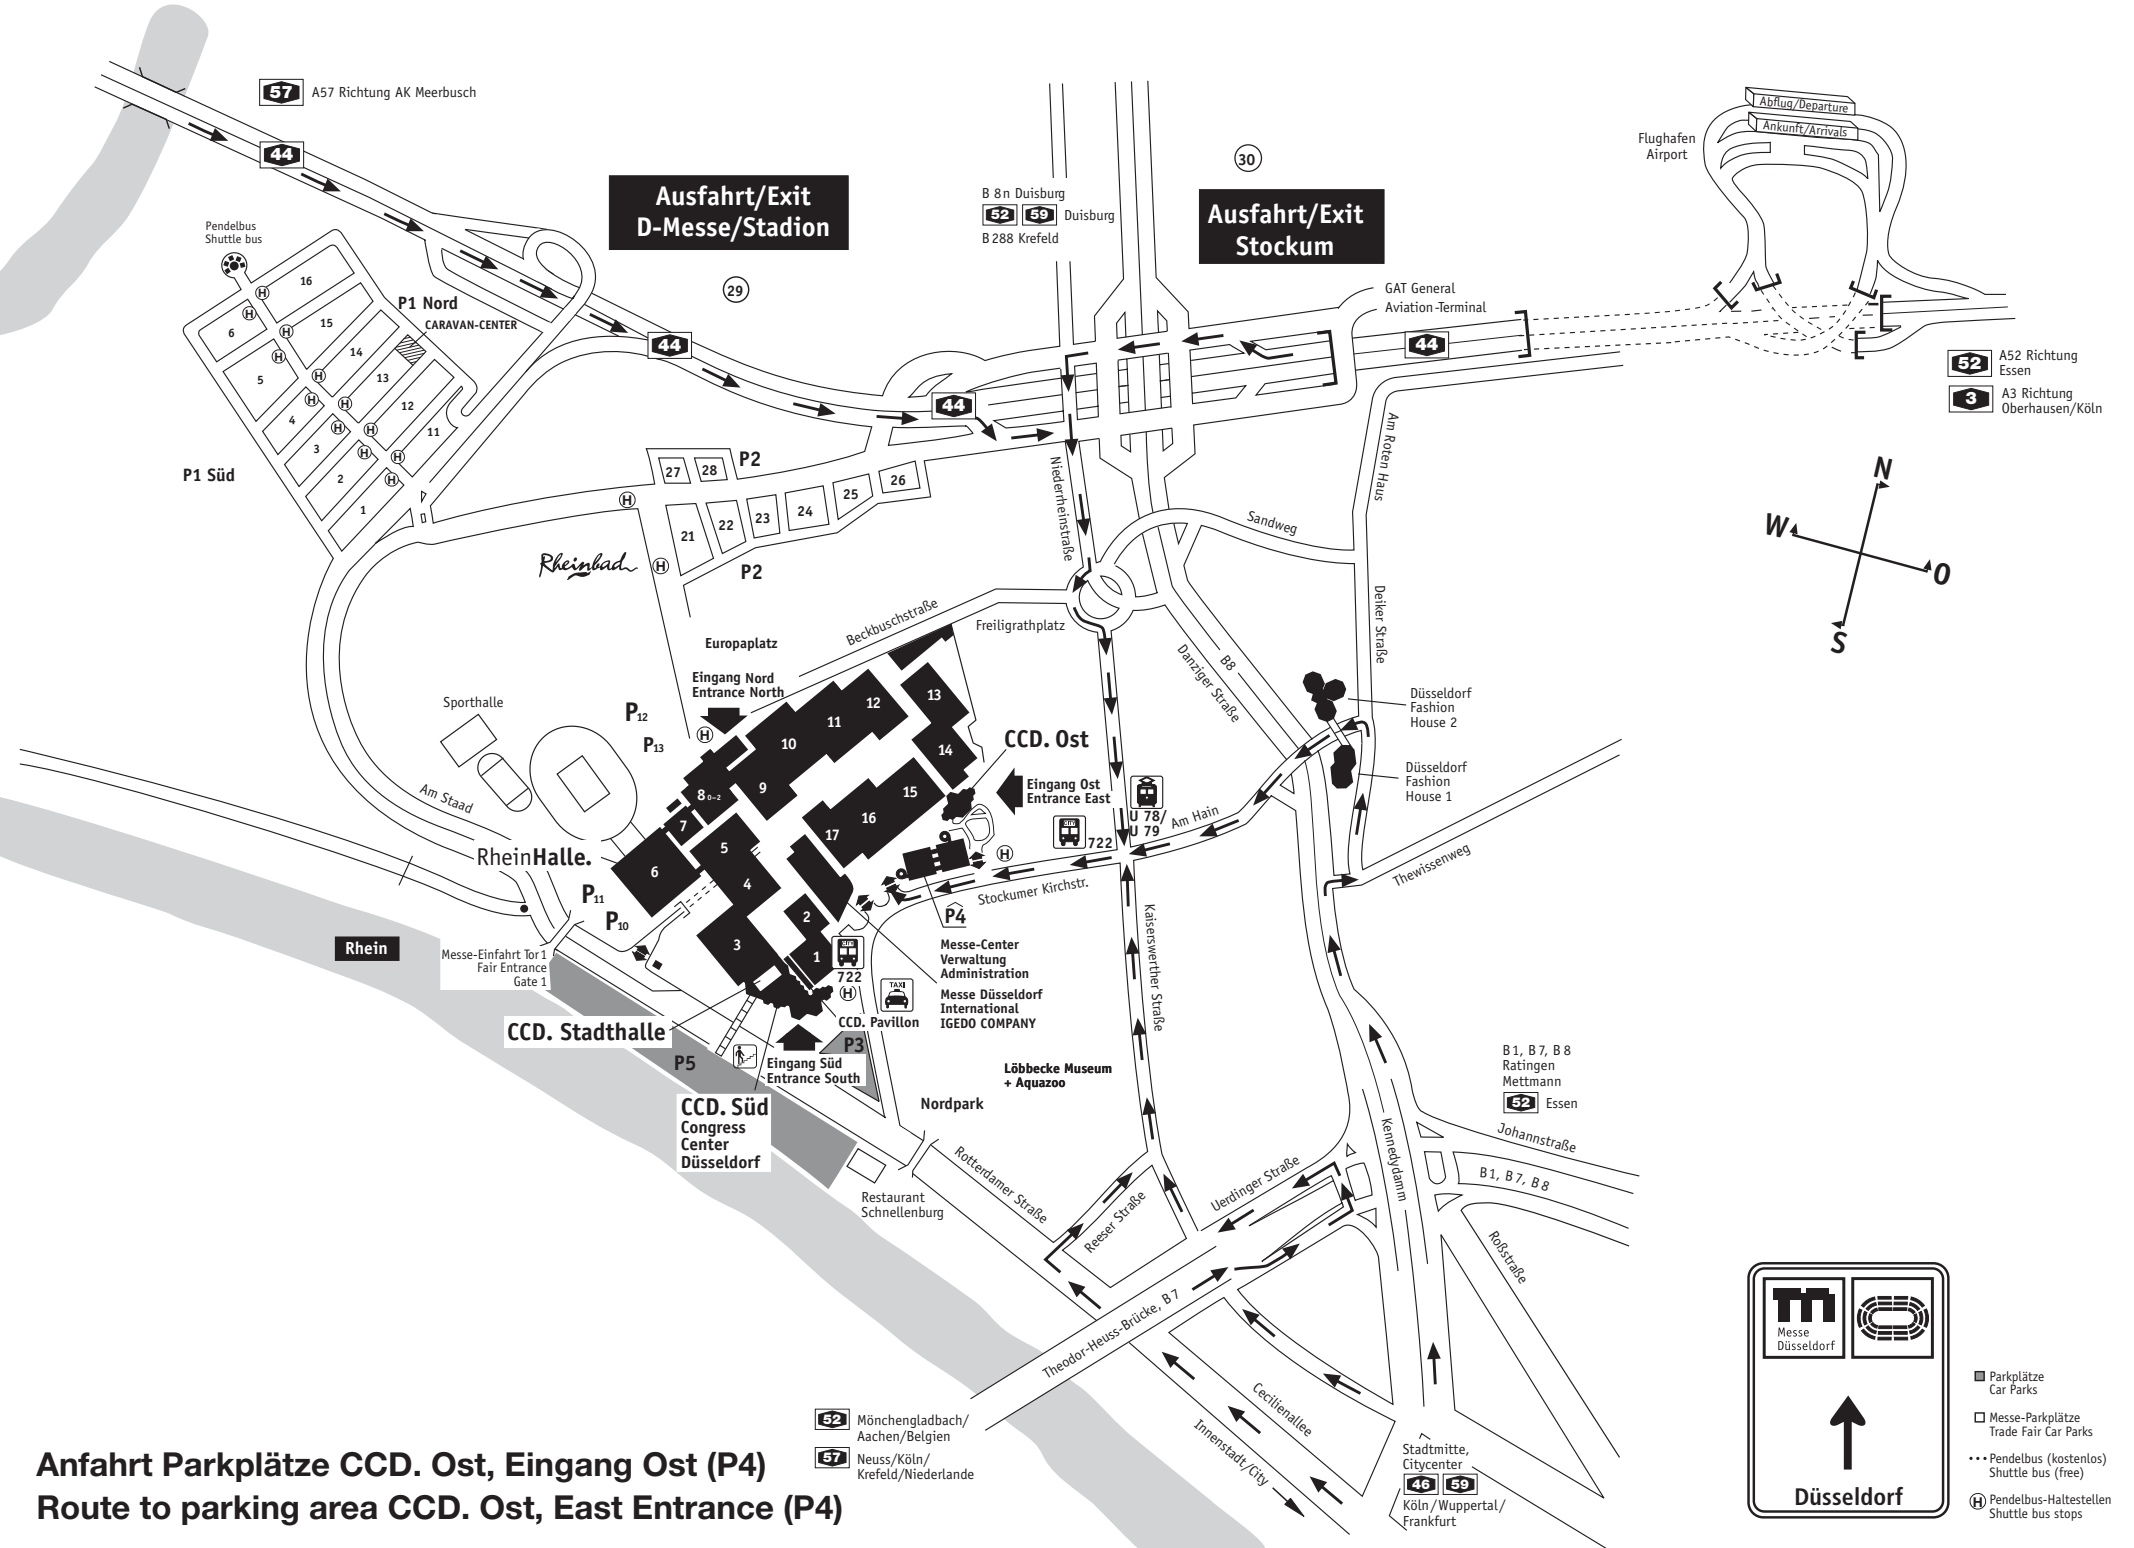 57
A57 Richtung AK Meerbusch
44
Ausfahrt/Exit
D-Messe/Stadion
29
30
B 8n Duisburg
52 59 Duisburg
B 288 Krefeld
Ausfahrt/Exit
Stockum
Abflug/Departure
Ankunft/Arrivals
Flughafen
Airport
GAT General
Aviation-Terminal
44
44
44
52
A52 Richtung
Essen
3
A3 Richtung
Oberhausen/Köln
Pendelbus
Shuttle bus
P1 Nord
CARAVAN-CENTER
P1 Süd
16
15
14
13
12
11
6
5
4
3
2
1
H
H
H
H
H
H
H
H
H
H
H
H
27
28
P2
21
22
23
24
25
26
P2
H
H
Rheinbad
Niederrheinstraße
Sandweg
Am Roten Haus
Deiker Straße
N
W
O
S
Beckbuschstraße
Freiligrathplatz
Danziger Straße
B8
Europaplatz
Eingang Nord
Entrance North
H
Sporthalle
P12
P13
Düsseldorf
Fashion
House 2
Düsseldorf
Fashion
House 1
Am Staad
RheinHalle.
P11
P10
13
12
11
10
14
9
8 0-2
7
6
5
4
15
16
17
3
2
1
CCD. Ost
Eingang Ost
Entrance East
U 78/
U 79
722
Am Hain
H
Thewissenweg
Stockumer Kirchstr.
P4
Kaiserswerther Straße
Rhein
Messe-Einfahrt Tor 1
Fair Entrance
Gate 1
722
H
TAXI
Messe-Center
Verwaltung
Administration
Messe Düsseldorf
International
IGEDO COMPANY
CCD. Stadthalle
CCD. Pavillon
P3
P5
Eingang Süd
Entrance South
CCD. Süd
Congress
Center
Düsseldorf
Löbbecke Museum
+ Aquazoo
Nordpark
Restaurant
Schnellenburg
Rotterdamer Straße
Reeser Straße
Uerdinger Straße
Kennedydamm
B 1, B 7, B 8
Ratingen
Mettmann
52 Essen
Johannstraße
B 1, B 7, B 8
Roßstraße
Theodor-Heuss-Brücke, B 7
Cecilienallee
Innenstadt/City
52 Mönchengladbach/
Aachen/Belgien
57 Neuss/Köln/
Krefeld/Niederlande
Stadtmitte,
Citycenter
46 59
Köln/Wuppertal/
Frankfurt
Messe
Düsseldorf
Düsseldorf
Parkplätze
Car Parks
Messe-Parkplätze
Trade Fair Car Parks
Pendelbus (kostenlos)
Shuttle bus (free)
H Pendelbus-Haltestellen
Shuttle bus stops
Anfahrt Parkplätze CCD. Ost, Eingang Ost (P4)
Route to parking area CCD. Ost, East Entrance (P4)